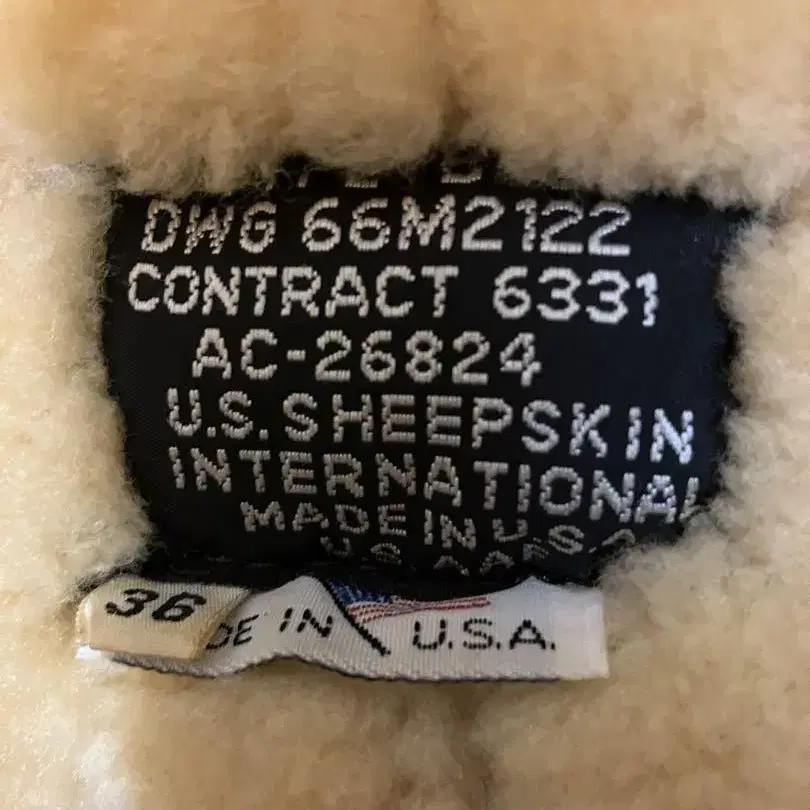 DWG 66M2122
CONTRACT 6331
AC-26824
U.S. SHEEPSKIN
INTERNATIONAL
MADE IN U.S.A.
36
DE IN U.S.A.